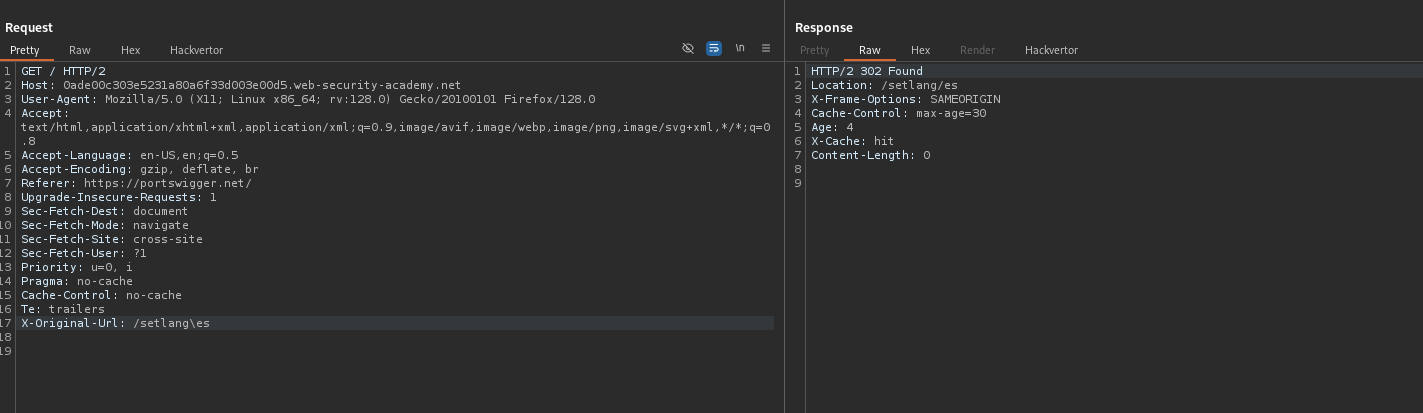 Request
Pretty Raw Hex Hackvertor \n
1 GET / HTTP/2
2 Host: 0ade00c303e5231a80a6f33d003e00d5.web-security-academy.net
3 User-Agent: Mozilla/5.0 (X11; Linux x86_64; rv:128.0) Gecko/20100101 Firefox/128.0
4 Accept:
text/html,application/xhtml+xml,application/xml;q=0.9,image/avif,image/webp,image/png,image/svg+xml,*/*;q=0
.8
5 Accept-Language: en-US,en;q=0.5
6 Accept-Encoding: gzip, deflate, br
7 Referer: https://portswigger.net/
8 Upgrade-Insecure-Requests: 1
9 Sec-Fetch-Dest: document
10 Sec-Fetch-Mode: navigate
11 Sec-Fetch-Site: cross-site
12 Sec-Fetch-User: ?1
13 Priority: u=0, i
14 Pragma: no-cache
15 Cache-Control: no-cache
16 Te: trailers
17 X-Original-Url: /setlang\es
18
19
Response
Pretty Raw Hex Render Hackvertor
1 HTTP/2 302 Found
2 Location: /setlang/es
3 X-Frame-Options: SAMEORIGIN
4 Cache-Control: max-age=30
5 Age: 4
6 X-Cache: hit
7 Content-Length: 0
8
9